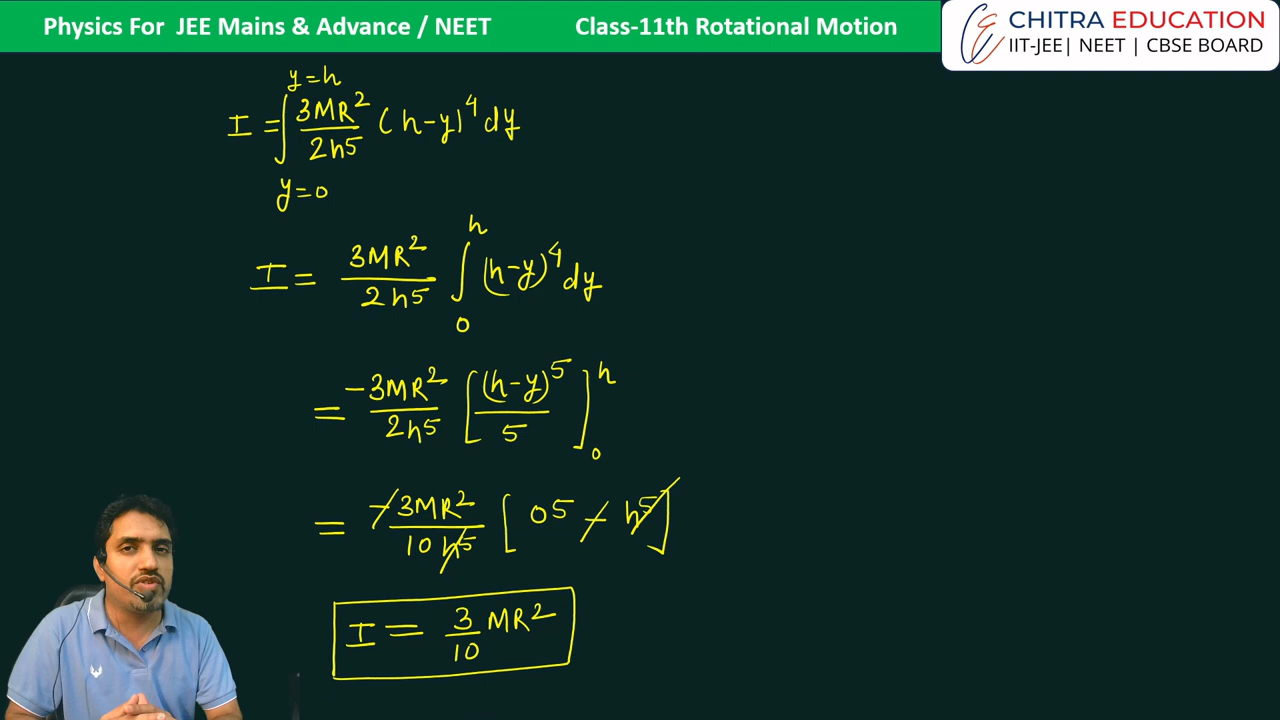 Physics For JEE Mains & Advance / NEET Class-11th Rotational Motion
CHITRA EDUCATION
IIT-JEE| NEET | CBSE BOARD
y=h
I = ∫ 3MR²/2h⁵ (h-y)⁴ dy
y=0
h
I = 3MR²/2h⁵ ∫ (h-y)⁴ dy
0
= -3MR²/2h⁵ [(h-y)⁵/5]₀ʰ
= -3MR²/10h⁵ [0⁵ - h⁵]
I = 3/10 MR²